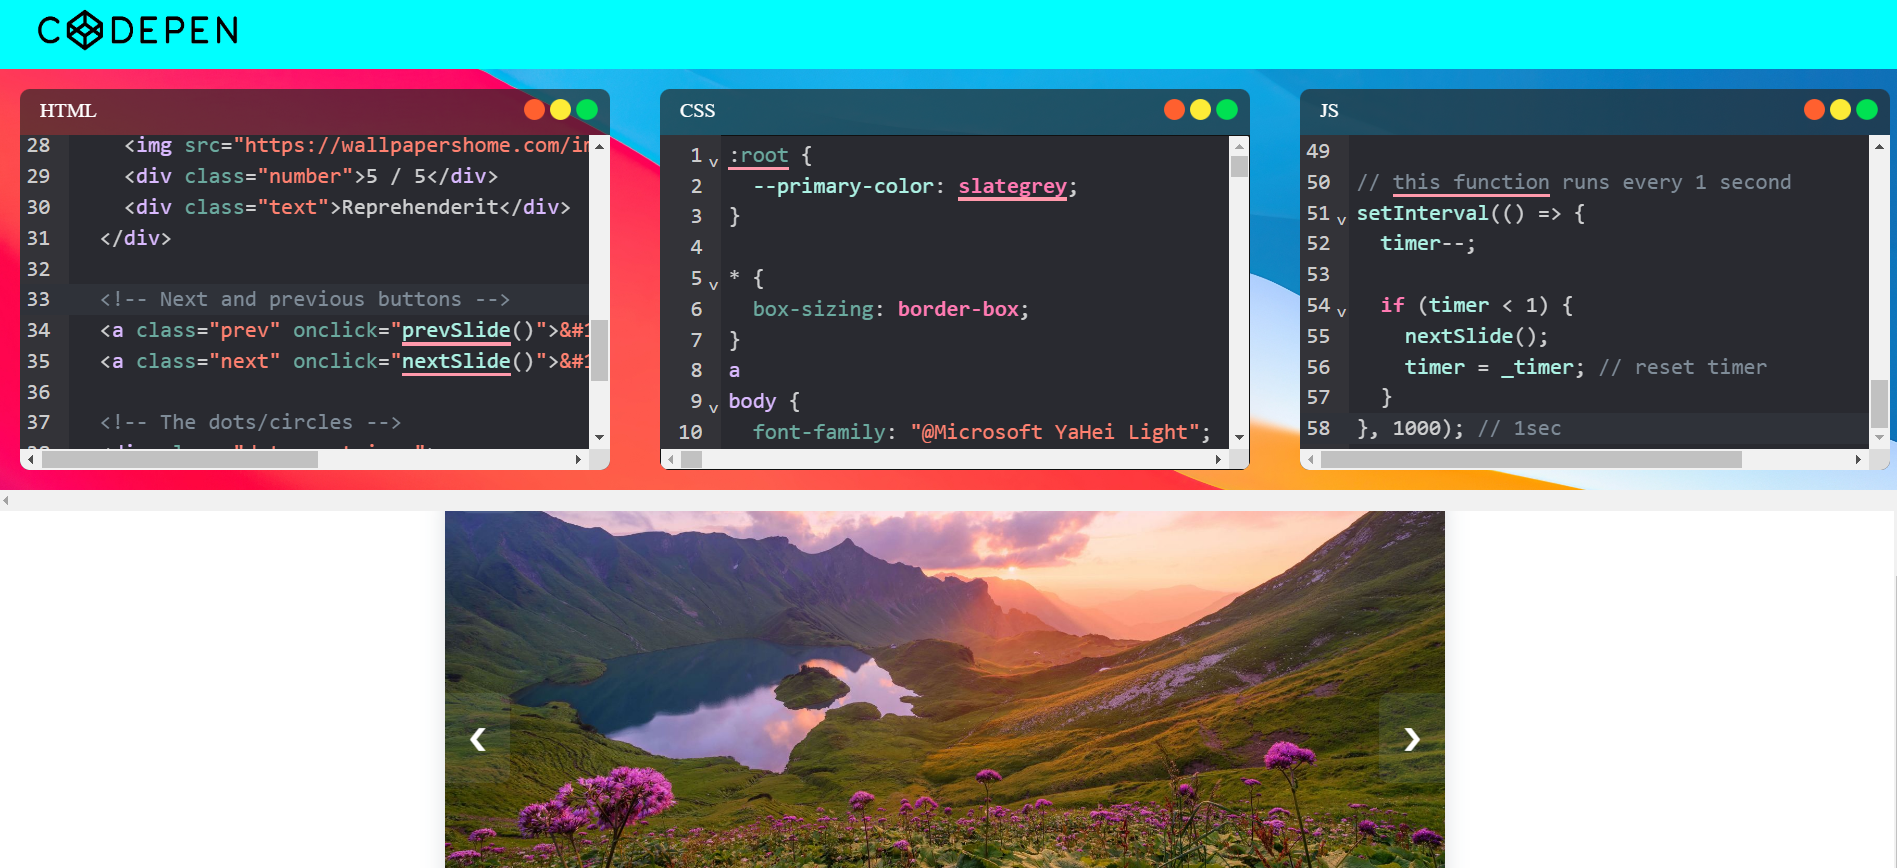 CODEPEN
HTML
28 <img src="https://wallpapershome.com/
29 <div class="number">5 / 5</div>
30 <div class="text">Reprehenderit</div>
31 </div>
32
33 <!-- Next and previous buttons -->
34 <a class="prev" onclick="prevSlide()">&#
35 <a class="next" onclick="nextSlide()">&#
36
37 <!-- The dots/circles -->
CSS
1 v :root {
2 --primary-color: slategrey;
3 }
4
5 v * {
6 box-sizing: border-box;
7 }
8 a
9 v body {
10 font-family: "@Microsoft YaHei Light";
JS
49
50 // this function runs every 1 second
51 v setInterval(() => {
52 timer--;
53
54 v if (timer < 1) {
55 nextSlide();
56 timer = _timer; // reset timer
57 }
58 }, 1000); // 1sec
❮
❯